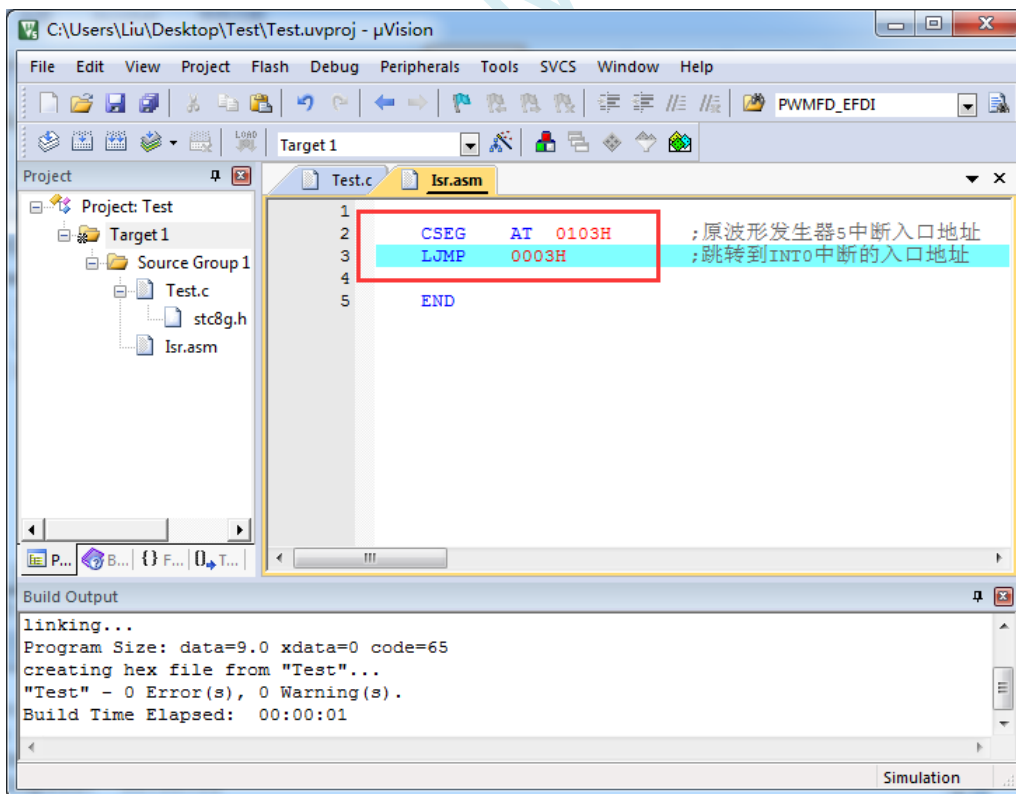 C:\Users\Liu\Desktop\Test\Test.uvproj - µVision
File Edit View Project Flash Debug Peripherals Tools SVCS Window Help
PWMFD_EFDI
LOAD Target 1
Project
Test.c Isr.asm
Project: Test
Target 1
Source Group 1
Test.c
stc8g.h
Isr.asm
1
2 CSEG AT 0103H ;原波形发生器5中断入口地址
3 LJMP 0003H ;跳转到INT0中断的入口地址
4
5 END
P... B... {} F... 0 T...
Build Output
linking...
Program Size: data=9.0 xdata=0 code=65
creating hex file from "Test"...
"Test" - 0 Error(s), 0 Warning(s).
Build Time Elapsed: 00:00:01
Simulation